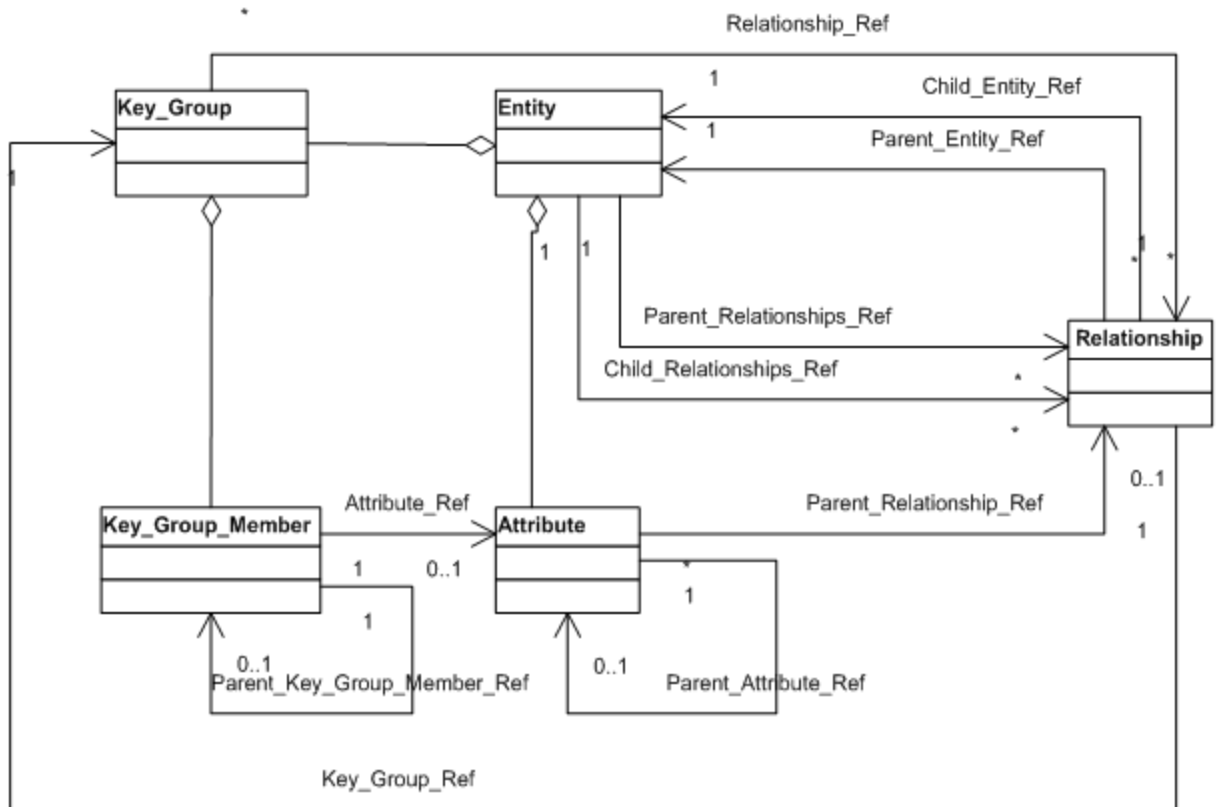 *
Relationship_Ref
1
Child_Entity_Ref
Key_Group
Entity
1
Parent_Entity_Ref
1
1
1
1
*
*
Parent_Relationships_Ref
Relationship
Child_Relationships_Ref
*
*
0..1
Attribute_Ref
Parent_Relationship_Ref
Key_Group_Member
Attribute
1
1
0..1
*
1
1
0..1
0..1
Parent_Key_Group_Member_Ref
Parent_Attribute_Ref
Key_Group_Ref